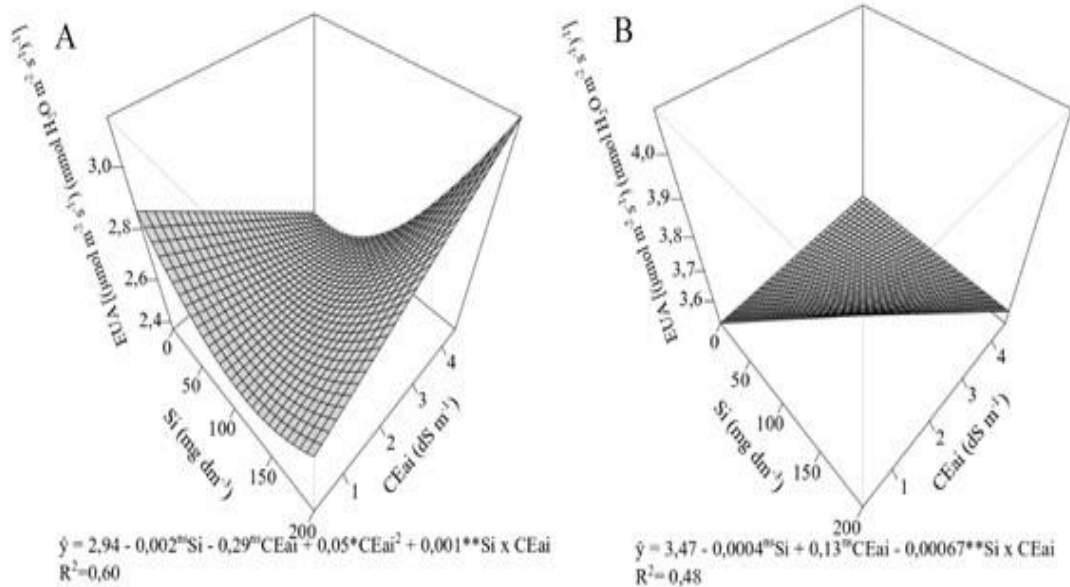 A
EUA [(µmol m⁻² s⁻¹) (mmol H₂O m⁻² s⁻¹)⁻¹]
3,0
2,8
2,6
2,4
0
50
100
150
200
Si (mg dm⁻³)
1
2
3
4
CEai (dS m⁻¹)
ŷ = 2,94 - 0,002ⁿˢSi - 0,29ⁿˢCEai + 0,05*CEai² + 0,001**Si x CEai
R²=0,60
B
EUA [(µmol m⁻² s⁻¹) (mmol H₂O m⁻² s⁻¹)⁻¹]
4,0
3,9
3,8
3,7
3,6
0
50
100
150
200
Si (mg dm⁻³)
1
2
3
4
CEai (dS m⁻¹)
ŷ = 3,47 - 0,0004ⁿˢSi + 0,13ⁿˢCEai - 0,00067**Si x CEai
R²= 0,48